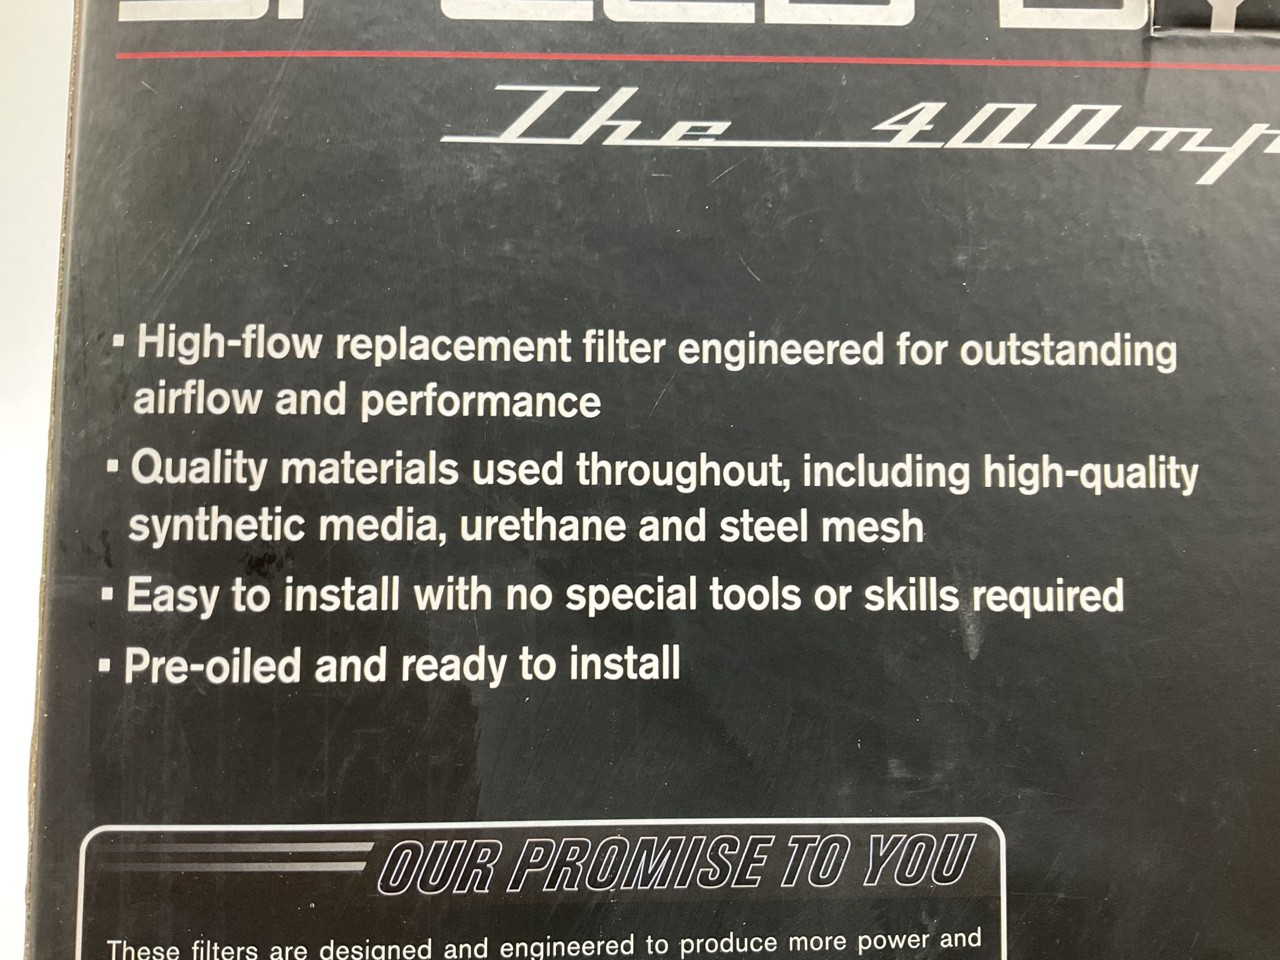 SPEED BY
The 400mp
▪ High-flow replacement filter engineered for outstanding
airflow and performance
▪ Quality materials used throughout, including high-quality
synthetic media, urethane and steel mesh
▪ Easy to install with no special tools or skills required
▪ Pre-oiled and ready to install
OUR PROMISE TO YOU
These filters are designed and engineered to produce more power and